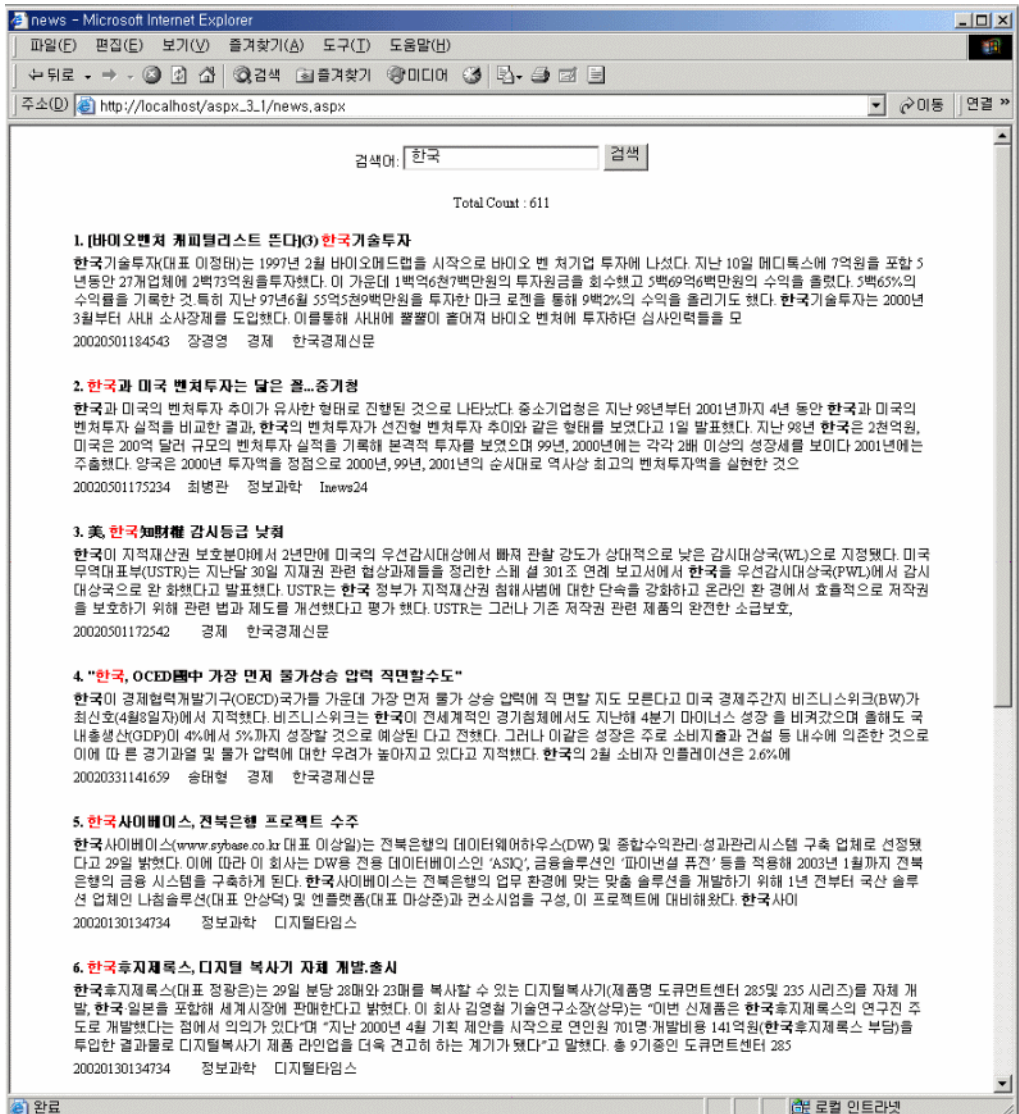 news - Microsoft Internet Explorer
파일(F) 편집(E) 보기(V) 즐겨찾기(A) 도구(T) 도움말(H)
뒤로 검색 즐겨찾기 미디어
주소(D) http://localhost/aspx_3_1/news.aspx 이동 연결 »
검색어: 한국 검색
Total Count : 611
1. [바이오벤쳐 캐피털리스트 뜬다](3) 한국기술투자
한국기술투자(대표 이정태)는 1997년 2월 바이오메드랩을 시작으로 바이오 벤 처기업 투자에 나섰다. 지난 10일 메디톡스에 7억원을 포함 5
년동안 27개업체에 2백73억원을투자했다. 이 가운데 1백억6천7백만원의 투자원금을 회수했고 5백69억6백만원의 수익을 올렸다. 5백65%의
수익률을 기록한 것.특히 지난 97년6월 55억5천9백만원을 투자한 마크 로젠을 통해 9백2%의 수익을 올리기도 했다. 한국기술투자는 2000년
3월부터 사내 소사장제를 도입했다. 이를통해 사내에 뿔뿔이 흩어져 바이오 벤처에 투자하던 심사인력들을 모
20020501184543 장경영 경제 한국경제신문
2. 한국과 미국 벤처투자는 닮은 꼴...중기청
한국과 미국의 벤처투자 추이가 유사한 형태로 진행된 것으로 나타났다. 중소기업청은 지난 98년부터 2001년까지 4년 동안 한국과 미국의
벤처투자 실적을 비교한 결과, 한국의 벤처투자가 선진형 벤처투자 추이와 같은 형태를 보였다고 1일 발표했다. 지난 98년 한국은 2천억원,
미국은 200억 달러 규모의 벤처투자 실적을 기록해 본격적 투자를 보였으며 99년, 2000년에는 각각 2배 이상의 성장세를 보이다 2001년에는
주춤했다. 양국은 2000년 투자액을 정점으로 2000년, 99년, 2001년의 순서대로 역사상 최고의 벤처투자액을 실현한 것으
20020501175234 최병관 정보과학 Inews24
3. 美, 한국知財權 감시등급 낮춰
한국이 지적재산권 보호분야에서 2년만에 미국의 우선감시대상에서 빠져 관찰 강도가 상대적으로 낮은 감시대상국(WL)으로 지정됐다. 미국
무역대표부(USTR)는 지난달 30일 지재권 관련 협상과제들을 정리한 스페 셜 301조 연례 보고서에서 한국을 우선감시대상국(PWL)에서 감시
대상국으로 완 화했다고 발표했다. USTR는 한국 정부가 지적재산권 침해사범에 대한 단속을 강화하고 온라인 환 경에서 효율적으로 저작권
을 보호하기 위해 관련 법과 제도를 개선했다고 평가 했다. USTR는 그러나 기존 저작권 관련 제품의 완전한 소급보호,
20020501172542 경제 한국경제신문
4. "한국, OCED國中 가장 먼저 물가상승 압력 직면할수도"
한국이 경제협력개발기구(OECD)국가들 가운데 가장 먼저 물가 상승 압력에 직 면할 지도 모른다고 미국 경제주간지 비즈니스위크(BW)가
최신호(4월8일자)에서 지적했다. 비즈니스위크는 한국이 전세계적인 경기침체에서도 지난해 4분기 마이너스 성장 을 비켜갔으며 올해도 국
내총생산(GDP)이 4%에서 5%까지 성장할 것으로 예상된 다고 전했다. 그러나 이같은 성장은 주로 소비지출과 건설 등 내수에 의존한 것으로
이에 따 른 경기과열 및 물가 압력에 대한 우려가 높아지고 있다고 지적했다. 한국의 2월 소비자 인플레이션은 2.6%에
20020331141659 송태형 경제 한국경제신문
5. 한국사이베이스, 전북은행 프로젝트 수주
한국사이베이스(www.sybase.co.kr 대표 이상일)는 전북은행의 데이터웨어하우스(DW) 및 종합수익관리·성과관리시스템 구축 업체로 선정됐
다고 29일 밝혔다. 이에 따라 이 회사는 DW용 전용 데이터베이스인 ‘ASIQ’, 금융솔루션인 ‘파이낸셜 퓨전’ 등을 적용해 2003년 1월까지 전북
은행의 금융 시스템을 구축하게 된다. 한국사이베이스는 전북은행의 업무 환경에 맞는 맞춤 솔루션을 개발하기 위해 1년 전부터 국산 솔루
션 업체인 나침솔루션(대표 안상덕) 및 엔플랫폼(대표 마상준)과 컨소시엄을 구성, 이 프로젝트에 대비해왔다. 한국사이
20020130134734 정보과학 디지털타임스
6. 한국후지제록스, 디지털 복사기 자체 개발.출시
한국후지제록스(대표 정광은)는 29일 분당 28매와 23매를 복사할 수 있는 디지털복사기(제품명 도큐먼트센터 285및 235 시리즈)를 자체 개
발, 한국·일본을 포함해 세계시장에 판매한다고 밝혔다. 이 회사 김영철 기술연구소장(상무)는 “이번 신제품은 한국후지제록스의 연구진 주
도로 개발했다는 점에서 의의가 있다”며 “지난 2000년 4월 기획 제안을 시작으로 연인원 701명·개발비용 141억원(한국후지제록스 부담)을
투입한 결과물로 디지털복사기 제품 라인업을 더욱 견고히 하는 계기가 됐다”고 말했다. 총 9기종인 도큐먼트센터 285
20020130134734 정보과학 디지털타임스
완료 로컬 인트라넷